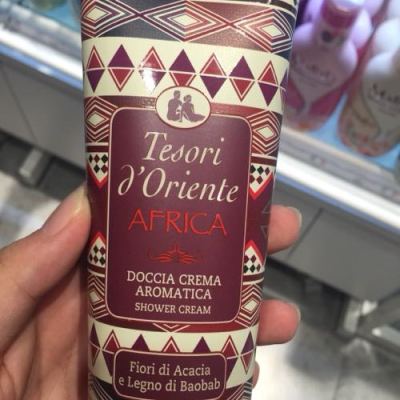 Tesori
d'Oriente
AFRICA
DOCCIA CREMA
AROMATICA
SHOWER CREAM
Fiori di Acacia
e Legno di Baobab